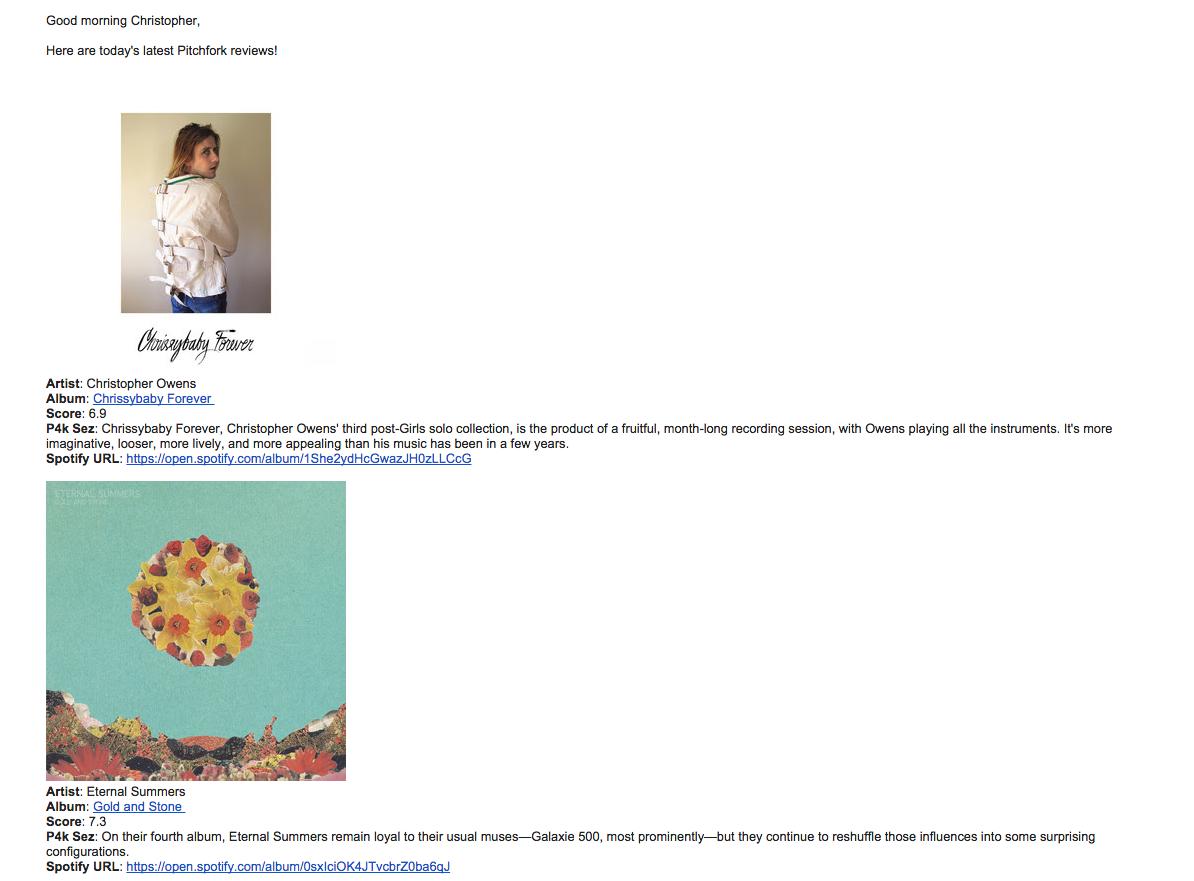 Good morning Christopher,
Here are today's latest Pitchfork reviews!
Chrissybaby Forever
Artist: Christopher Owens
Album: Chrissybaby Forever
Score: 6.9
P4k Sez: Chrissybaby Forever, Christopher Owens' third post-Girls solo collection, is the product of a fruitful, month-long recording session, with Owens playing all the instruments. It's more
imaginative, looser, more lively, and more appealing than his music has been in a few years.
Spotify URL: https://open.spotify.com/album/1She2ydHcGwazJH0zLLCcG
ETERNAL SUMMERS
GOLD AND STONE
Artist: Eternal Summers
Album: Gold and Stone
Score: 7.3
P4k Sez: On their fourth album, Eternal Summers remain loyal to their usual muses—Galaxie 500, most prominently—but they continue to reshuffle those influences into some surprising
configurations.
Spotify URL: https://open.spotify.com/album/0sxIciOK4JTvcbrZ0ba6qJ